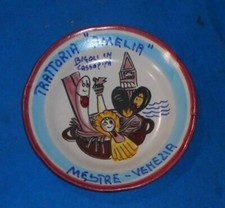 TRATTORIA "AMELIA"
BIGOLI IN
CASSOPIPA
MESTRE - VENEZIA